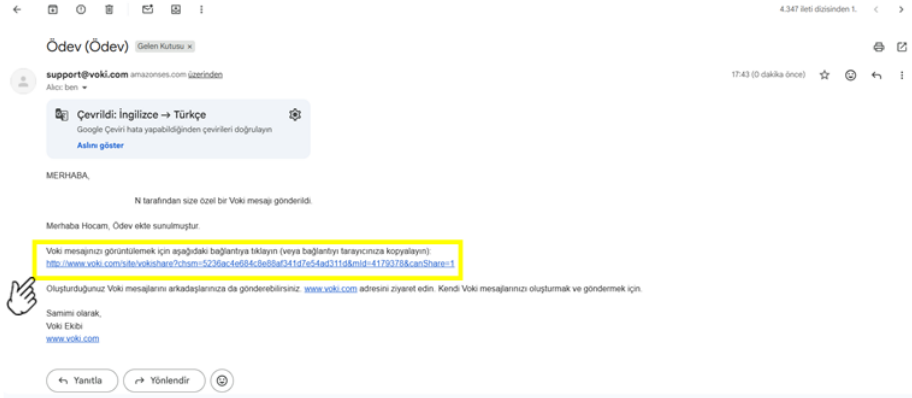 4.347 ileti dizisinden 1.
Ödev (Ödev) Gelen Kutusu ×
support@voki.com amazonses.com üzerinden 17:43 (0 dakika önce)
Alıcı: ben
Çevrildi: İngilizce → Türkçe
Google Çeviri hata yapabildiğinden çevirileri doğrulayın
Aslını göster
MERHABA,
N tarafından size özel bir Voki mesajı gönderildi.
Merhaba Hocam, Ödev ekte sunulmuştur.
Voki mesajınızı görüntülemek için aşağıdaki bağlantıya tıklayın (veya bağlantıyı tarayıcınıza kopyalayın):
http://www.voki.com/site/vokishare?chsm=5236ac4e684c8e88af341d7e54ad311d&mId=4179378&canShare=1
Oluşturduğunuz Voki mesajlarını arkadaşlarınıza da gönderebilirsiniz. www.voki.com adresini ziyaret edin. Kendi Voki mesajlarınızı oluşturmak ve göndermek için.
Samimi olarak,
Voki Ekibi
www.voki.com
Yanıtla Yönlendir